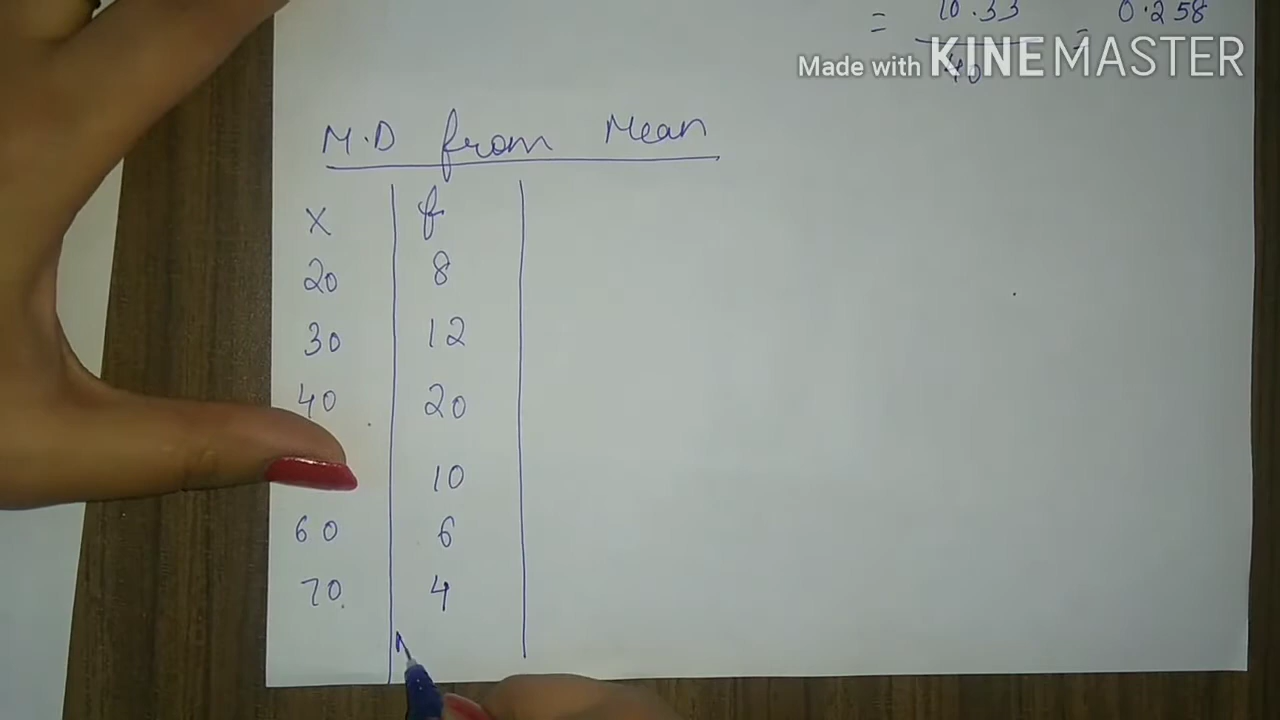 = 10.33 = 0.258
40
Made with KINEMASTER
M.D from Mean
X f
20 8
30 12
40 20
10
60 6
70. 4